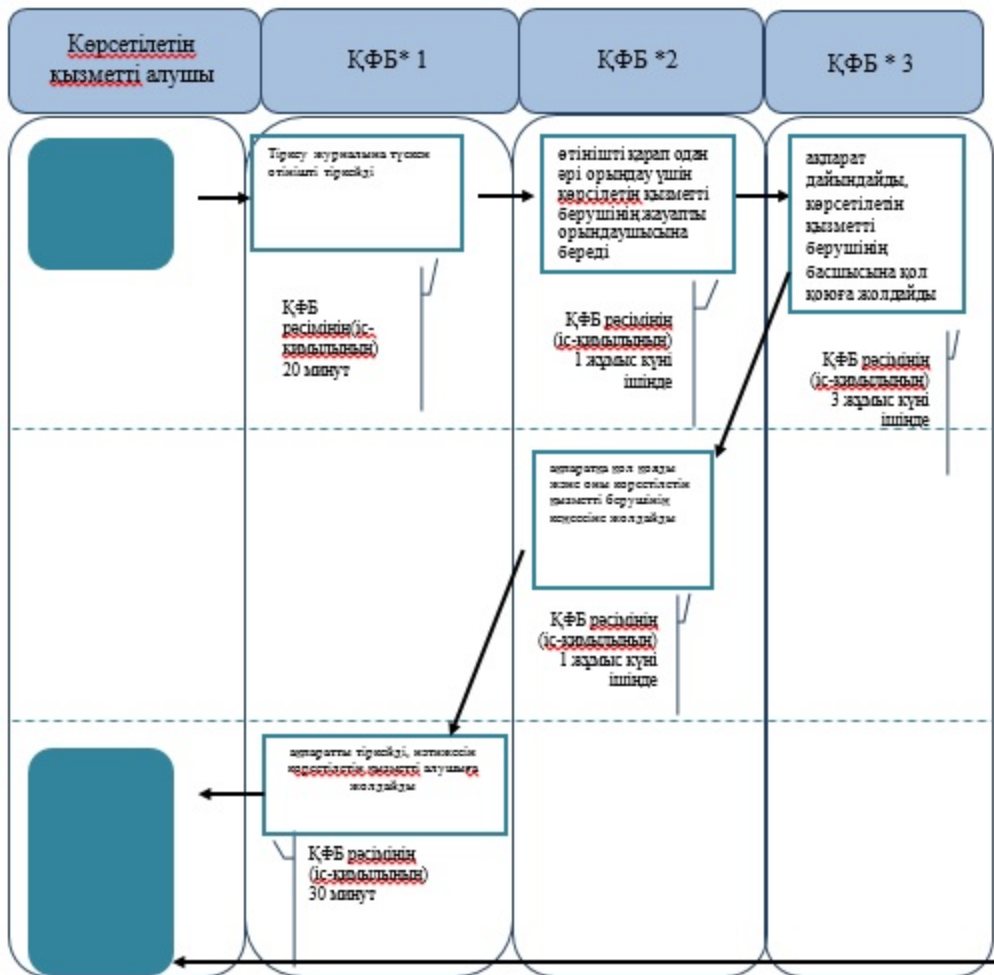 Көрсетілетін
қызметті алушы
ҚФБ* 1
ҚФБ *2
ҚФБ * 3
Тіркеу журналына түскен
өтінішті тіркейді
өтінішті қарап одан
әрі орындау үшін
көрсілетін қызметті
берушінің жауапты
орындаушысына
береді
ақпарат
дайындайды,
көрсетілетін
қызметті
берушінің
басшысына қол
қоюға жолдайды
ҚФБ
рәсімінің(іс-
қимылының)
20 минут
ҚФБ рәсімінің
(іс-қимылының)
1 жұмыс күні
ішінде
ҚФБ рәсімінің
(іс-қимылының)
3 жұмыс күні
ішінде
ақпаратқа қол қояды
және оны көрсетілетін
қызметті берушінің
кеңсесіне жолдайды
ҚФБ рәсімінің
(іс-қимылының)
1 жұмыс күні
ішінде
ақпаратты тіркейді, нәтижесін
көрсетілетін қызметті алушыға
жолдайды
ҚФБ рәсімінің
(іс-қимылының)
30 минут